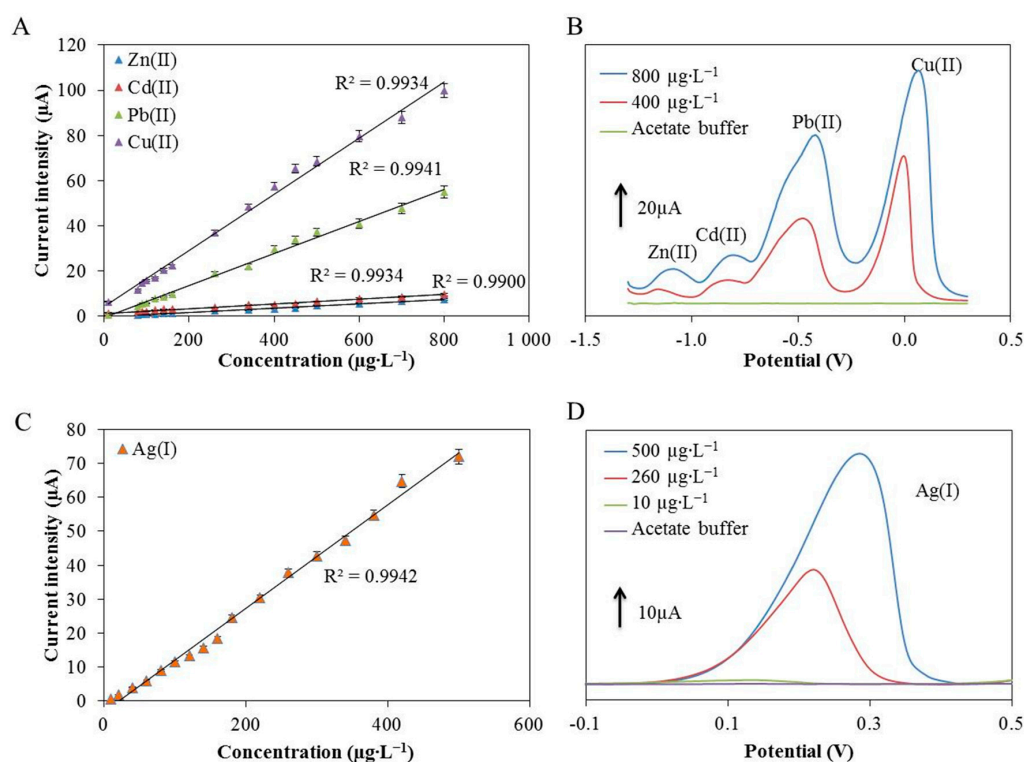 A
120
100
80
60
40
20
0
Current intensity (µA)
Zn(II)
Cd(II)
Pb(II)
Cu(II)
R² = 0.9934
R² = 0.9941
R² = 0.9934
R² = 0.9900
0 200 400 600 800 1 000
Concentration (µg·L⁻¹)
B
800 µg·L⁻¹
400 µg·L⁻¹
Acetate buffer
20µA
Zn(II)
Cd(II)
Pb(II)
Cu(II)
-1.5 -1.0 -0.5 0.0 0.5
Potential (V)
C
80
70
60
50
40
30
20
10
0
Current intensity (µA)
Ag(I)
R² = 0.9942
0 200 400 600
Concentration (µg·L⁻¹)
D
500 µg·L⁻¹
260 µg·L⁻¹
10 µg·L⁻¹
Acetate buffer
10µA
Ag(I)
-0.1 0.1 0.3 0.5
Potential (V)